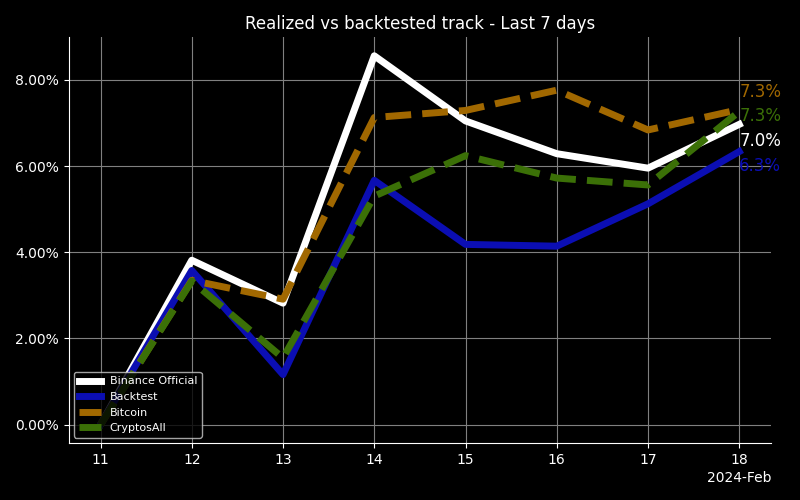 Realized vs backtested track - Last 7 days
8.00%
6.00%
4.00%
2.00%
0.00%
7.3%
7.3%
7.0%
6.3%
Binance Official
Backtest
Bitcoin
CryptosAll
11 12 13 14 15 16 17 18
2024-Feb